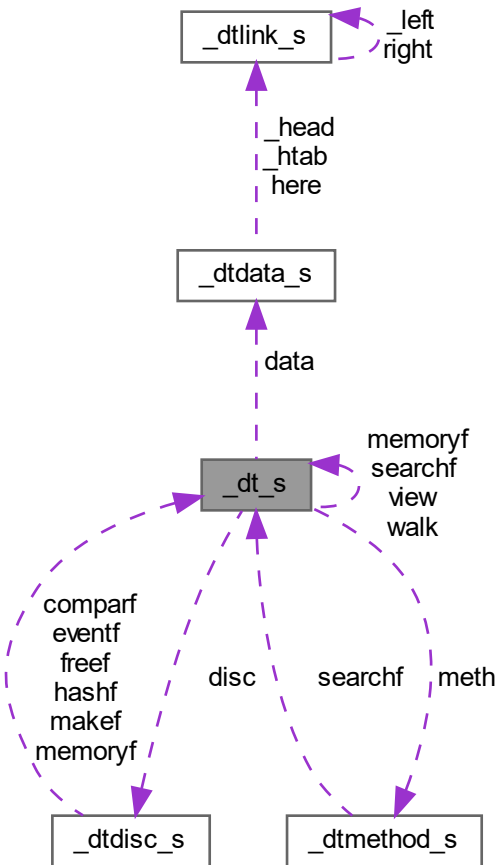 _dtlink_s
_left
right
_head
_htab
here
_dtdata_s
data
_dt_s
memoryf
searchf
view
walk
comparf
eventf
freef
hashf
makef
memoryf
disc
searchf
meth
_dtdisc_s
_dtmethod_s